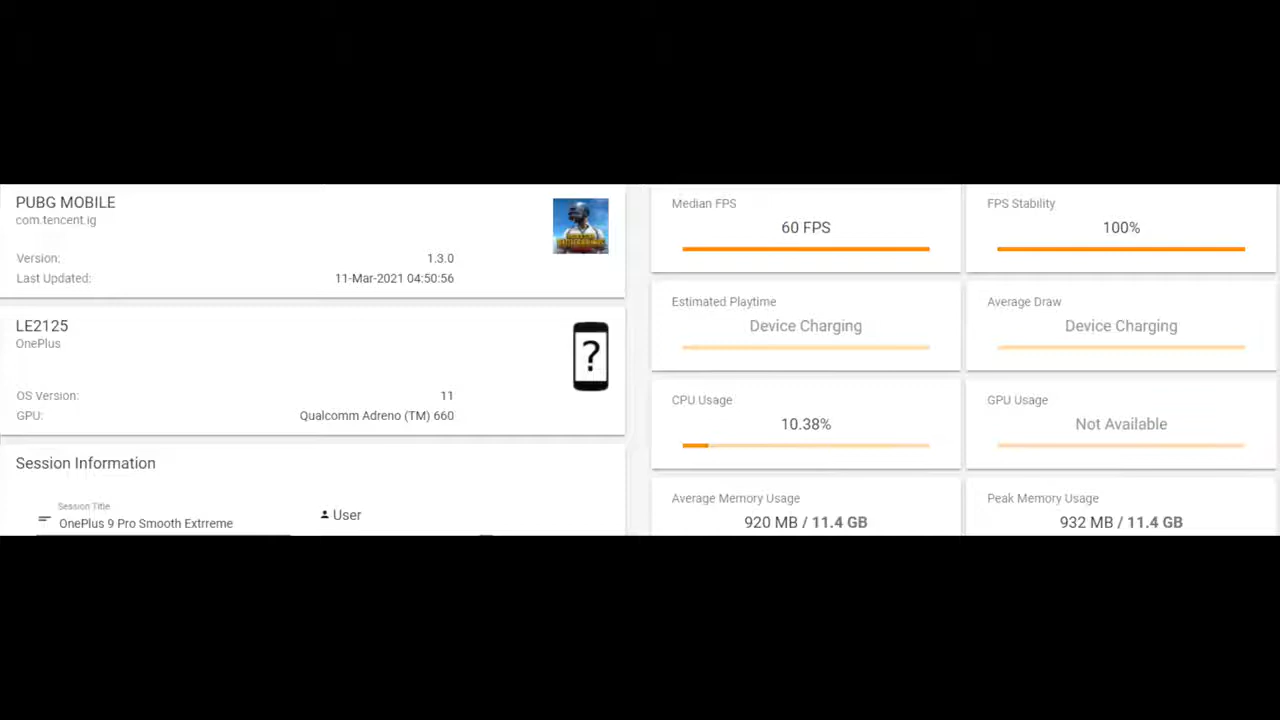 PUBG MOBILE
com.tencent.ig
Version: 1.3.0
Last Updated: 11-Mar-2021 04:50:56
LE2125
OnePlus
?
OS Version: 11
GPU: Qualcomm Adreno (TM) 660
Session Information
Session Title
OnePlus 9 Pro Smooth Extrreme
User
Median FPS
60 FPS
FPS Stability
100%
Estimated Playtime
Device Charging
Average Draw
Device Charging
CPU Usage
10.38%
GPU Usage
Not Available
Average Memory Usage
920 MB / 11.4 GB
Peak Memory Usage
932 MB / 11.4 GB